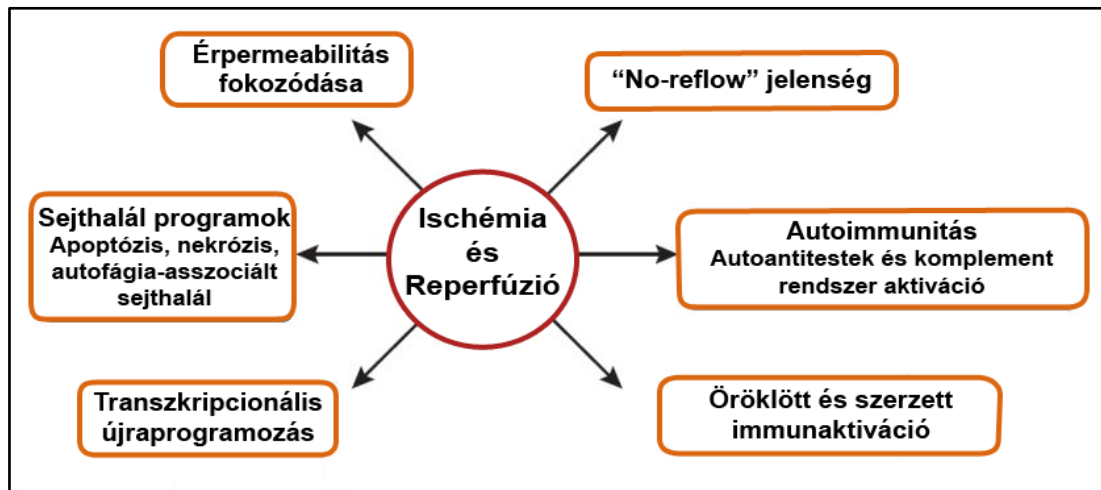 Érpermeabilitás
fokozódása
“No-reflow” jelenség
Sejthalál programok
Apoptózis, nekrózis,
autofágia-asszociált
sejthalál
Ischémia
és
Reperfúzió
Autoimmunitás
Autoantitestek és komplement
rendszer aktiváció
Transzkripcionális
újraprogramozás
Öröklött és szerzett
immunaktiváció